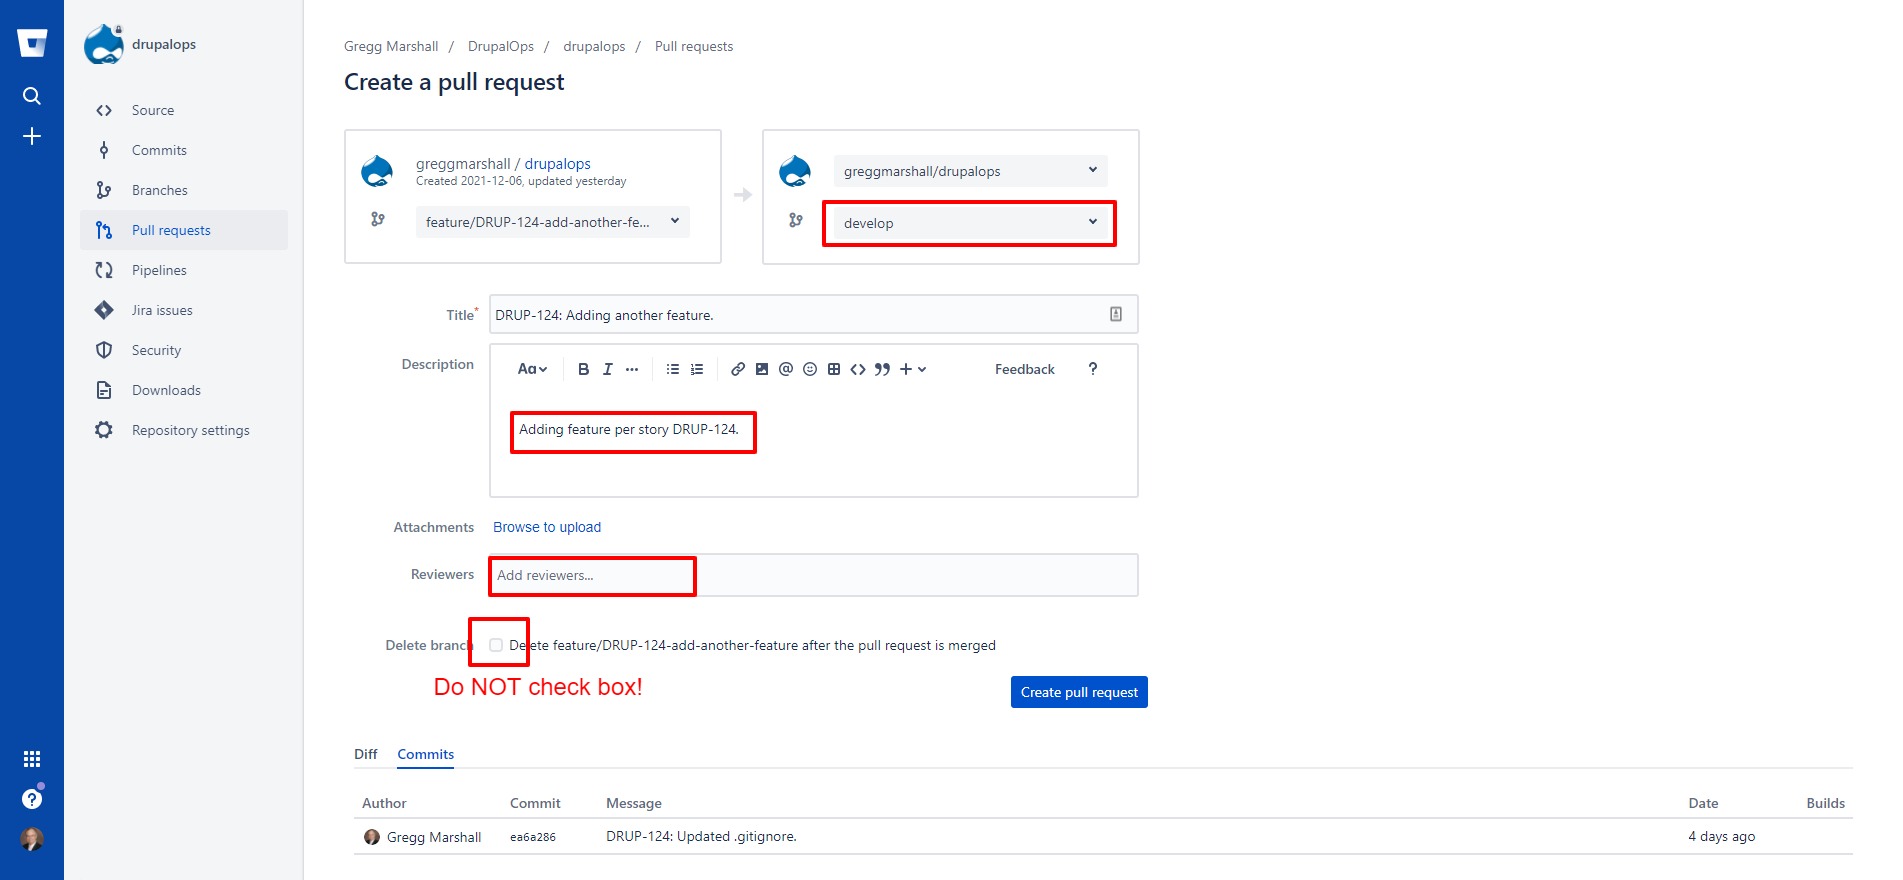 drupalops
Source
Commits
Branches
Pull requests
Pipelines
Jira issues
Security
Downloads
Repository settings
Gregg Marshall / DrupalOps / drupalops / Pull requests
Create a pull request
greggmarshall / drupalops
Created 2021-12-06, updated yesterday
feature/DRUP-124-add-another-fe...
greggmarshall/drupalops
develop
Title* DRUP-124: Adding another feature.
Description Aa B I ... @ <> ” + Feedback ?
Adding feature per story DRUP-124.
Attachments Browse to upload
Reviewers Add reviewers...
Delete branch Delete feature/DRUP-124-add-another-feature after the pull request is merged
Do NOT check box!
Create pull request
Diff Commits
Author Commit Message Date Builds
Gregg Marshall ea6a286 DRUP-124: Updated .gitignore. 4 days ago